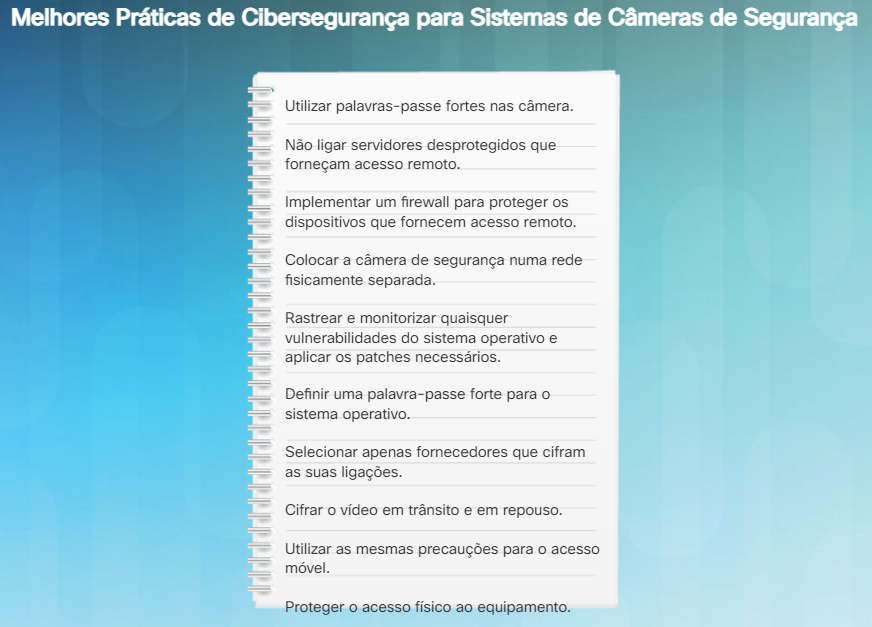 Melhores Práticas de Cibersegurança para Sistemas de Câmeras de Segurança
Utilizar palavras-passe fortes nas câmera.
Não ligar servidores desprotegidos que
forneçam acesso remoto.
Implementar um firewall para proteger os
dispositivos que fornecem acesso remoto.
Colocar a câmera de segurança numa rede
fisicamente separada.
Rastrear e monitorizar quaisquer
vulnerabilidades do sistema operativo e
aplicar os patches necessários.
Definir uma palavra-passe forte para o
sistema operativo.
Selecionar apenas fornecedores que cifram
as suas ligações.
Cifrar o vídeo em trânsito e em repouso.
Utilizar as mesmas precauções para o acesso
móvel.
Proteger o acesso físico ao equipamento.